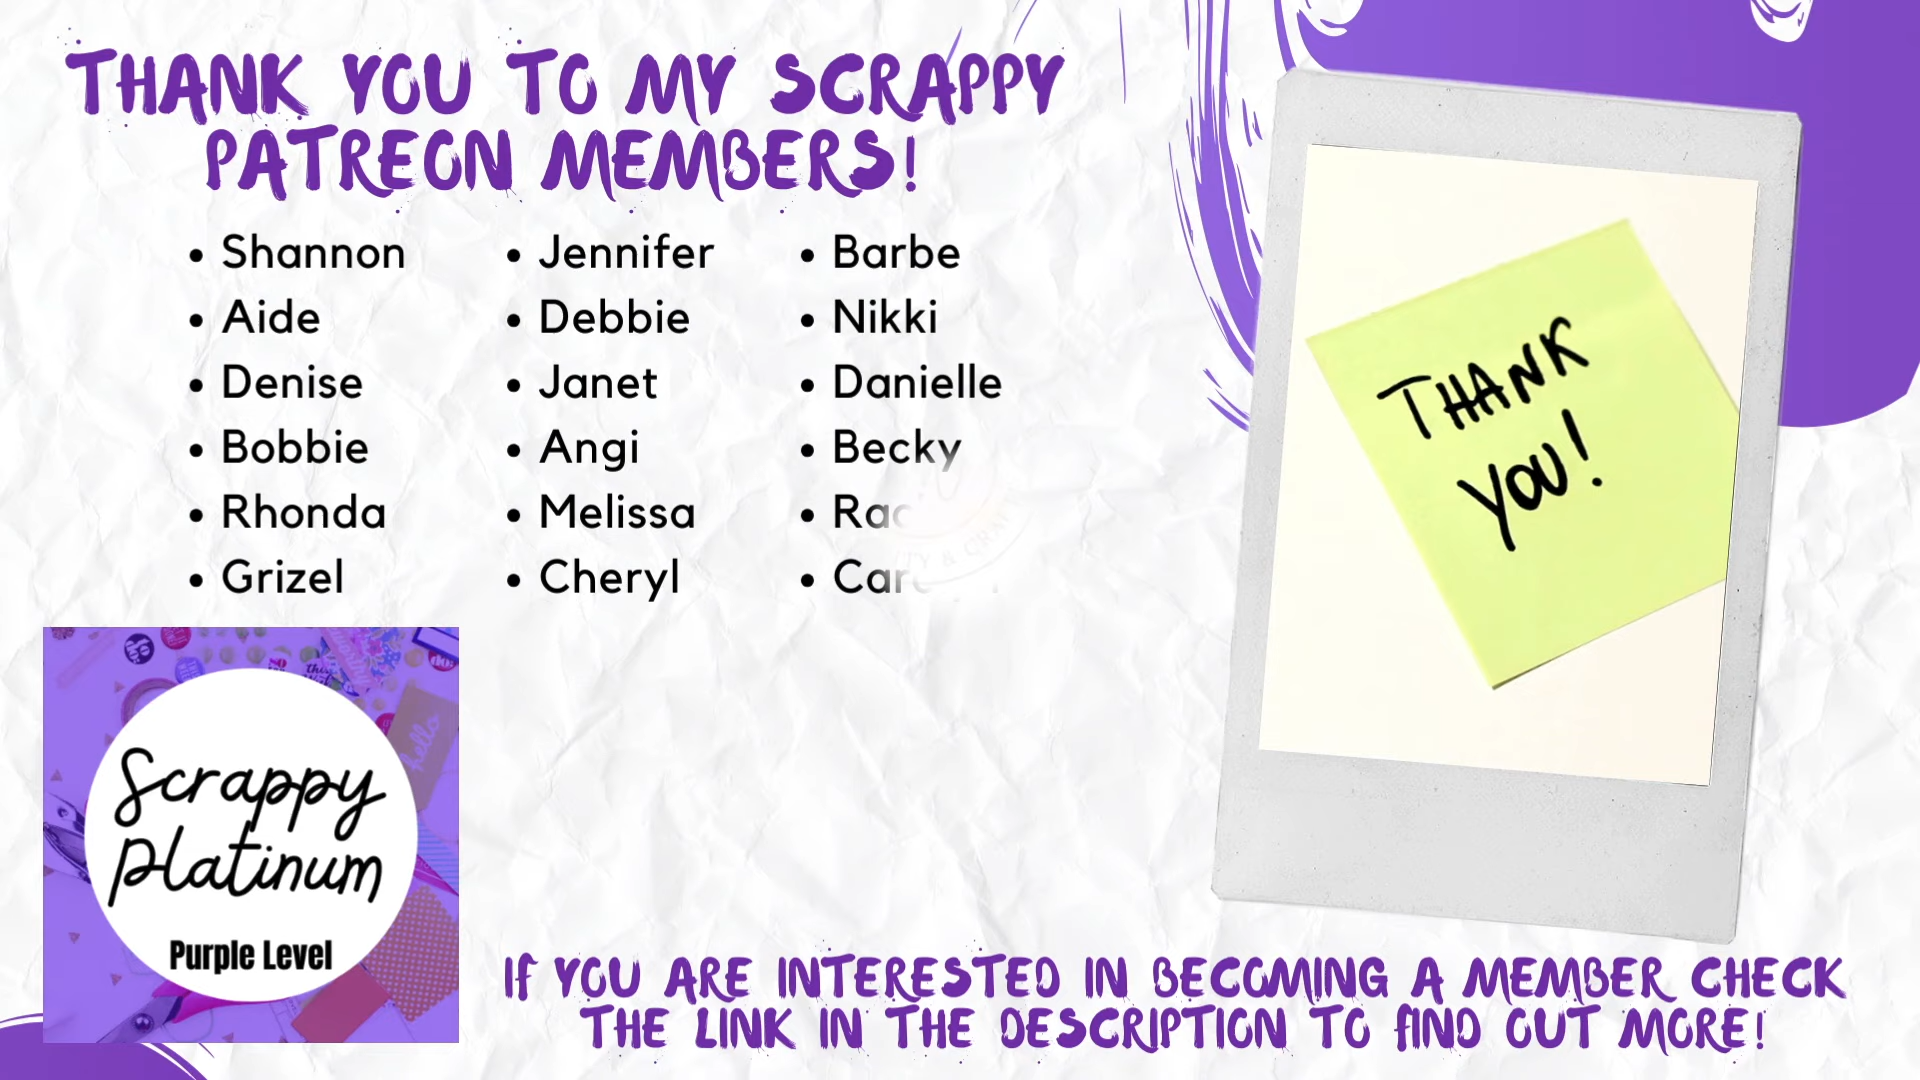 THANK YOU TO MY SCRAPPY
PATREON MEMBERS!
• Shannon
• Aide
• Denise
• Bobbie
• Rhonda
• Grizel
• Jennifer
• Debbie
• Janet
• Angi
• Melissa
• Cheryl
• Barbe
• Nikki
• Danielle
• Becky
THANK
YOU!
Scrappy
Platinum
Purple Level
IF YOU ARE INTERESTED IN BECOMING A MEMBER CHECK
THE LINK IN THE DESCRIPTION TO FIND OUT MORE!